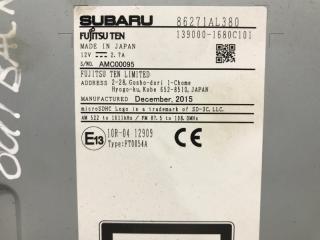 SUBARU 86271AL380
FUJITSU TEN 139000-1680C101
MADE IN JAPAN
12V 2.7A
S/NO. AMC00095
FUJITSU TEN LIMITED
ADDRESS 2-28, Gosho-dori 1-Chome
Hyogo-ku, Kobe 652-8510, JAPAN
MANUFACTURED December, 2015
microSDHC Logo is a trademark of SD-3C, LLC.
AM 522 to 1611kHz / FM 87.5 to 108.0MHz
E13 10R-04 12909
Type:FT0054A
CE
OUTBACK